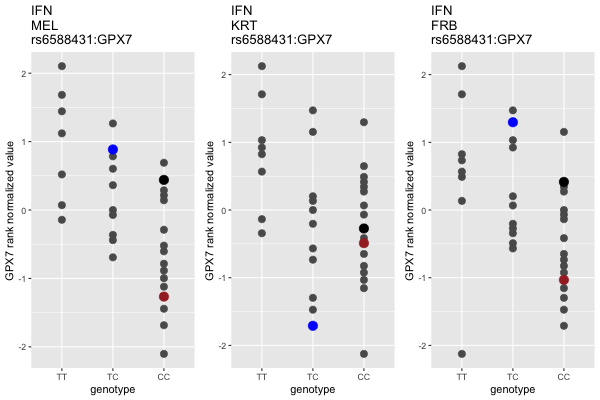 IFN
MEL
rs6588431:GPX7
GPX7 rank normalized value
2
1
0
-1
-2
TT
TC
CC
genotype
IFN
KRT
rs6588431:GPX7
GPX7 rank normalized value
2
1
0
-1
-2
TT
TC
CC
genotype
IFN
FRB
rs6588431:GPX7
GPX7 rank normalized value
2
1
0
-1
-2
TT
TC
CC
genotype